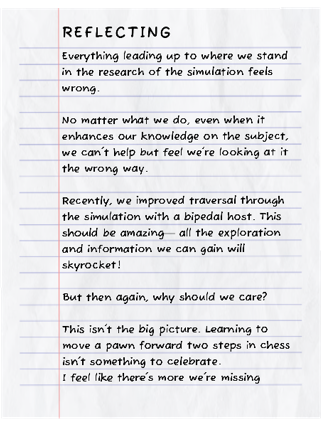 REFLECTING
Everything leading up to where we stand
in the research of the simulation feels
wrong.
No matter what we do, even when it
enhances our knowledge on the subject,
we can't help but feel we're looking at it
the wrong way.
Recently, we improved traversal through
the simulation with a bipedal host. This
should be amazing— all the exploration
and information we can gain will
skyrocket!
But then again, why should we care?
This isn't the big picture. Learning to
move a pawn forward two steps in chess
isn't something to celebrate.
I feel like there's more we're missing